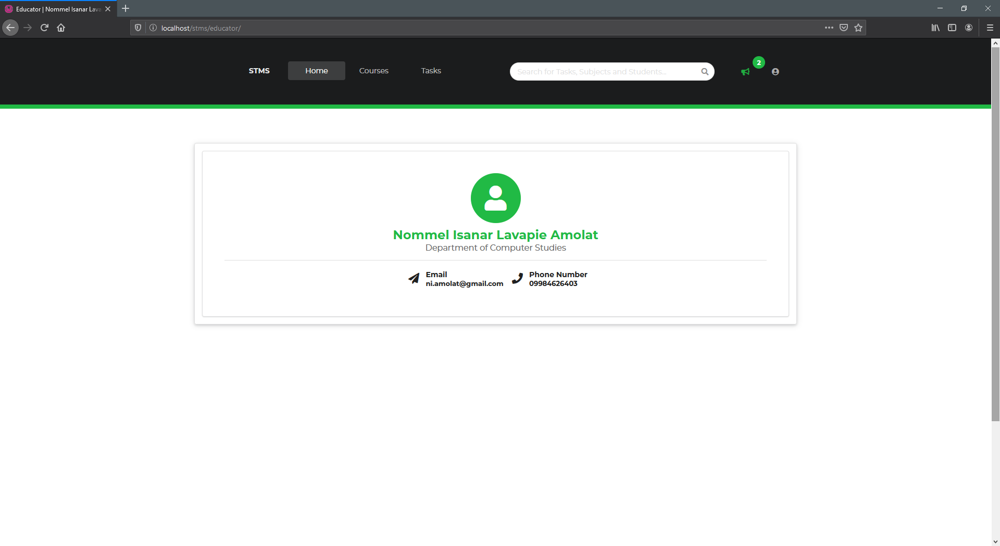 Educator | Nommel Isanar Lava
localhost/stms/educator/
STMS Home Courses Tasks Search for Tasks, Subjects and Students... 2
Nommel Isanar Lavapie Amolat
Department of Computer Studies
Email
ni.amolat@gmail.com
Phone Number
09984626403